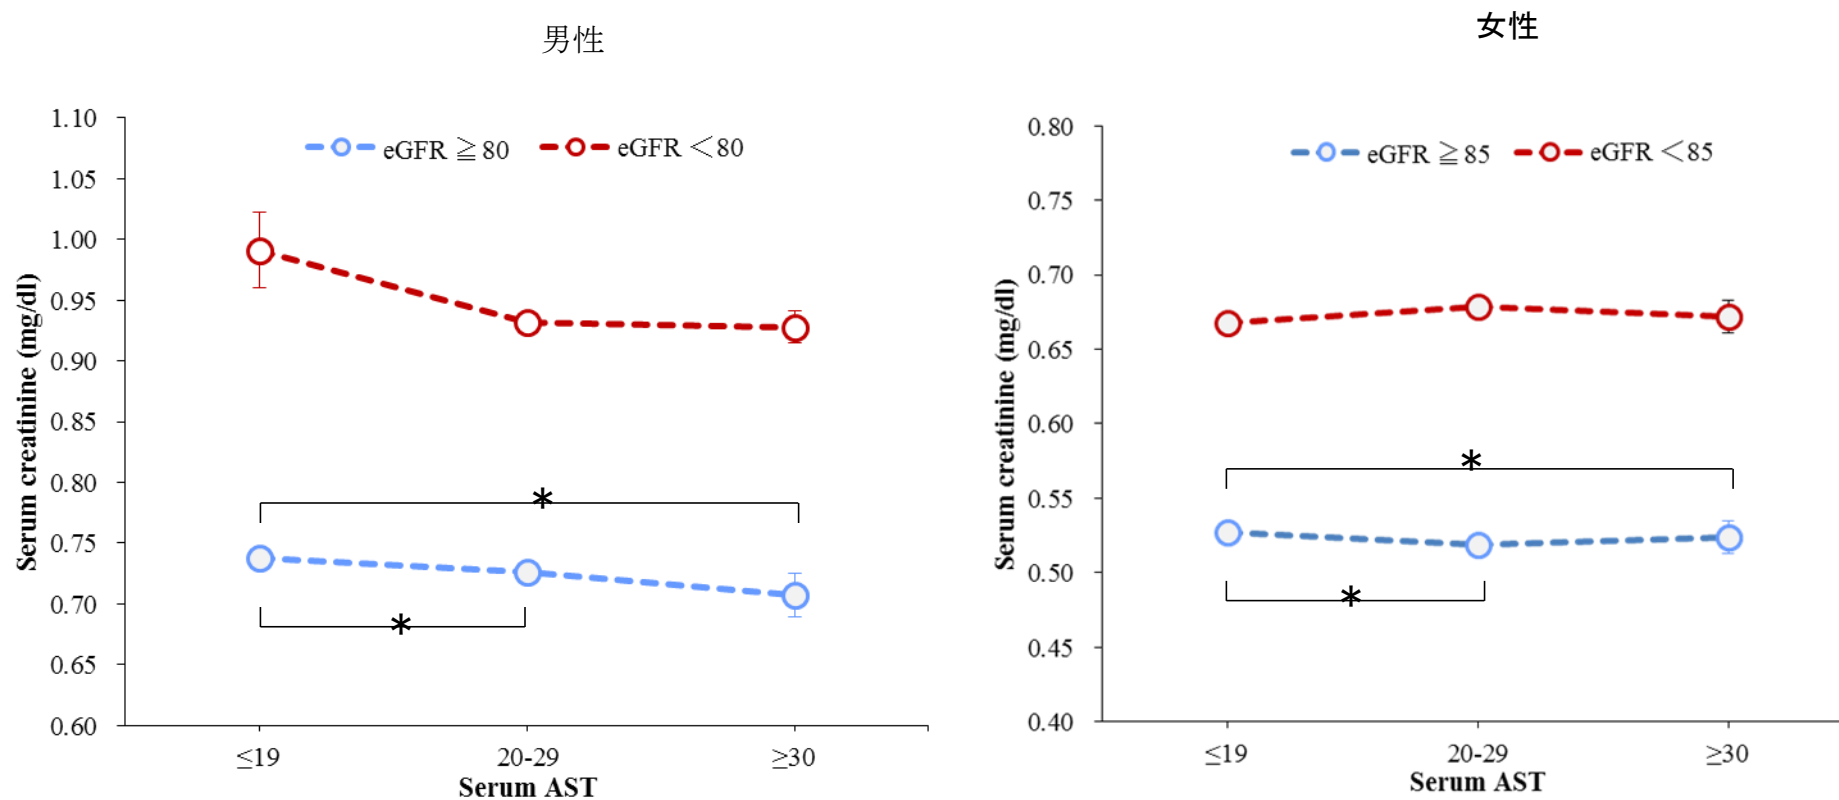 男性
eGFR ≧80 eGFR <80
1.10
1.05
1.00
0.95
0.90
0.85
0.80
0.75
0.70
0.65
0.60
Serum creatinine (mg/dl)
*
*
≤19 20-29 ≥30
Serum AST
女性
eGFR ≧85 eGFR <85
0.80
0.75
0.70
0.65
0.60
0.55
0.50
0.45
0.40
Serum creatinine (mg/dl)
*
*
≤19 20-29 ≥30
Serum AST